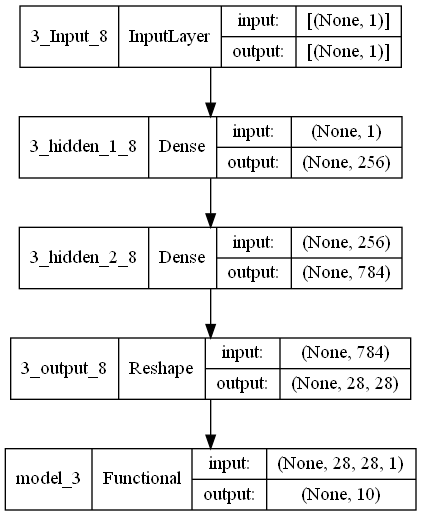 3_Input_8 InputLayer input: [(None, 1)]
output: [(None, 1)]
3_hidden_1_8 Dense input: (None, 1)
output: (None, 256)
3_hidden_2_8 Dense input: (None, 256)
output: (None, 784)
3_output_8 Reshape input: (None, 784)
output: (None, 28, 28)
model_3 Functional input: (None, 28, 28, 1)
output: (None, 10)